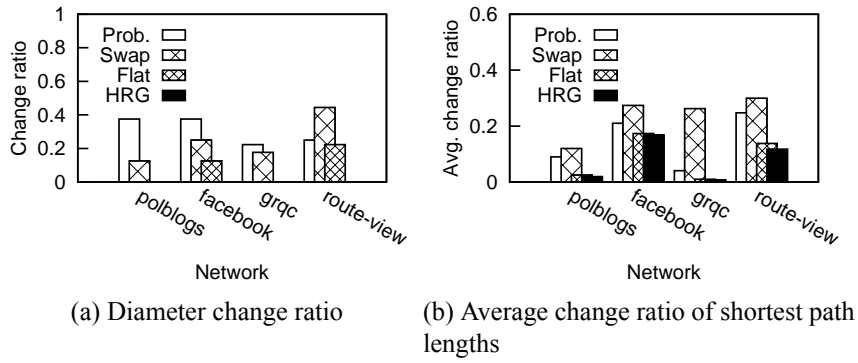 1
0.8
0.6
0.4
0.2
0
Change ratio
Prob.
Swap
Flat
HRG
polblogs
facebook
grqc
route-view
Network
(a) Diameter change ratio
0.6
0.4
0.2
0
Avg. change ratio
Prob.
Swap
Flat
HRG
polblogs
facebook
grqc
route-view
Network
(b) Average change ratio of shortest path
lengths